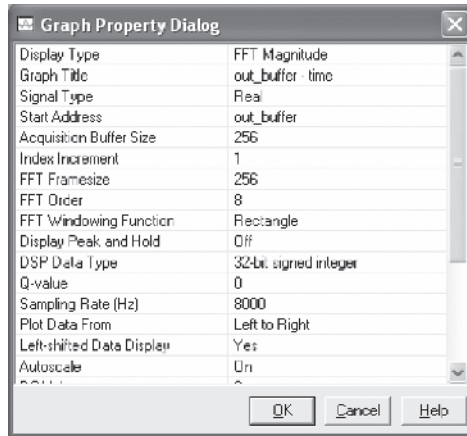 Graph Property Dialog
Display Type FFT Magnitude
Graph Title out_buffer - time
Signal Type Real
Start Address out_buffer
Acquisition Buffer Size 256
Index Increment 1
FFT Framesize 256
FFT Order 8
FFT Windowing Function Rectangle
Display Peak and Hold Off
DSP Data Type 32-bit signed integer
Q-value 0
Sampling Rate (Hz) 8000
Plot Data From Left to Right
Left-shifted Data Display Yes
Autoscale On
OK Cancel Help